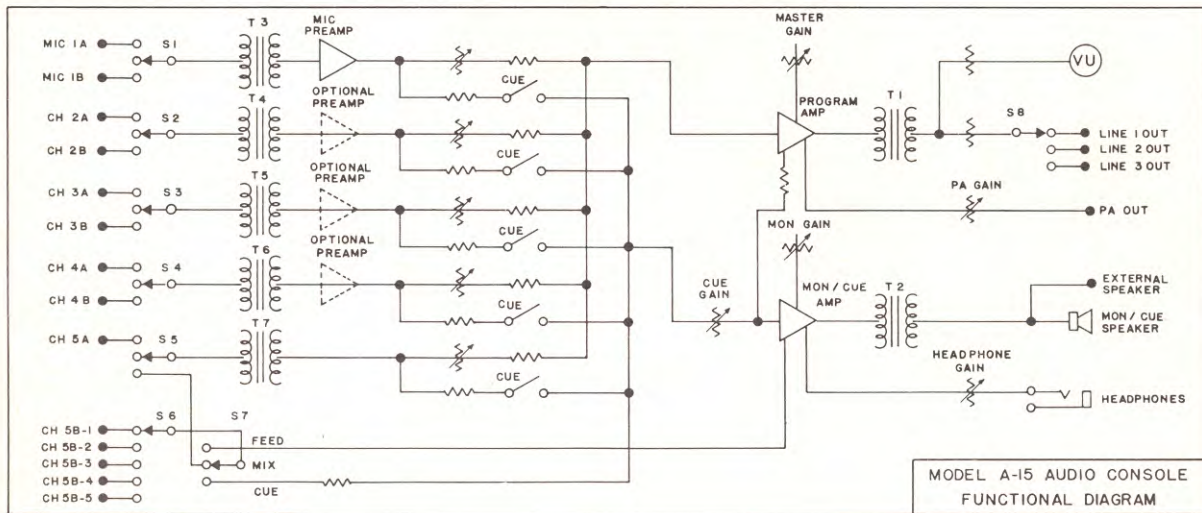 MIC 1A
S1
MIC 1B
T3
MIC
PREAMP
CUE
CH 2A
S2
CH 2B
T4
OPTIONAL
PREAMP
CUE
CH 3A
S3
CH 3B
T5
OPTIONAL
PREAMP
CUE
CH 4A
S4
CH 4B
T6
OPTIONAL
PREAMP
CUE
CH 5A
S5
T7
CUE
S6
S7
CH 5B-1
CH 5B-2
CH 5B-3
CH 5B-4
CH 5B-5
FEED
MIX
CUE
MASTER
GAIN
PROGRAM
AMP
T1
VU
S8
LINE 1 OUT
LINE 2 OUT
LINE 3 OUT
PA GAIN
PA OUT
MON GAIN
CUE
GAIN
MON / CUE
AMP
T2
EXTERNAL
SPEAKER
MON / CUE
SPEAKER
HEADPHONE
GAIN
HEADPHONES
MODEL A-15 AUDIO CONSOLE
FUNCTIONAL DIAGRAM